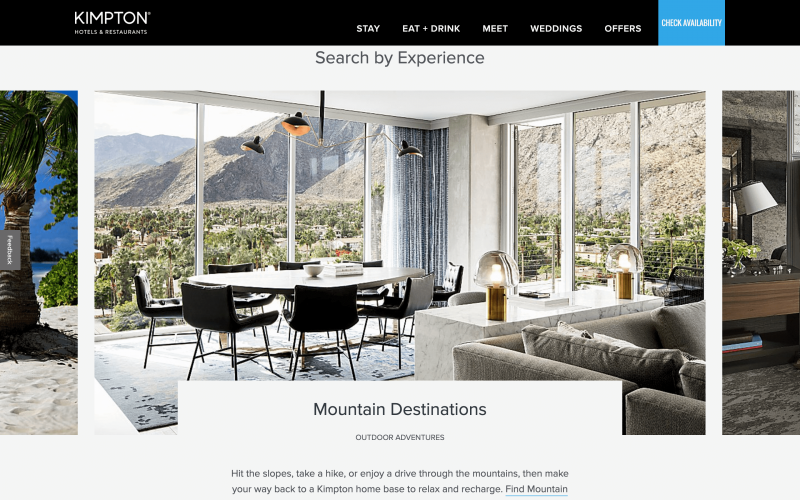 KIMPTON®
HOTELS & RESTAURANTS
STAY
EAT + DRINK
MEET
WEDDINGS
OFFERS
CHECK AVAILABILITY
Search by Experience
Feedback
Mountain Destinations
OUTDOOR ADVENTURES
Hit the slopes, take a hike, or enjoy a drive through the mountains, then make
your way back to a Kimpton home base to relax and recharge. Find Mountain